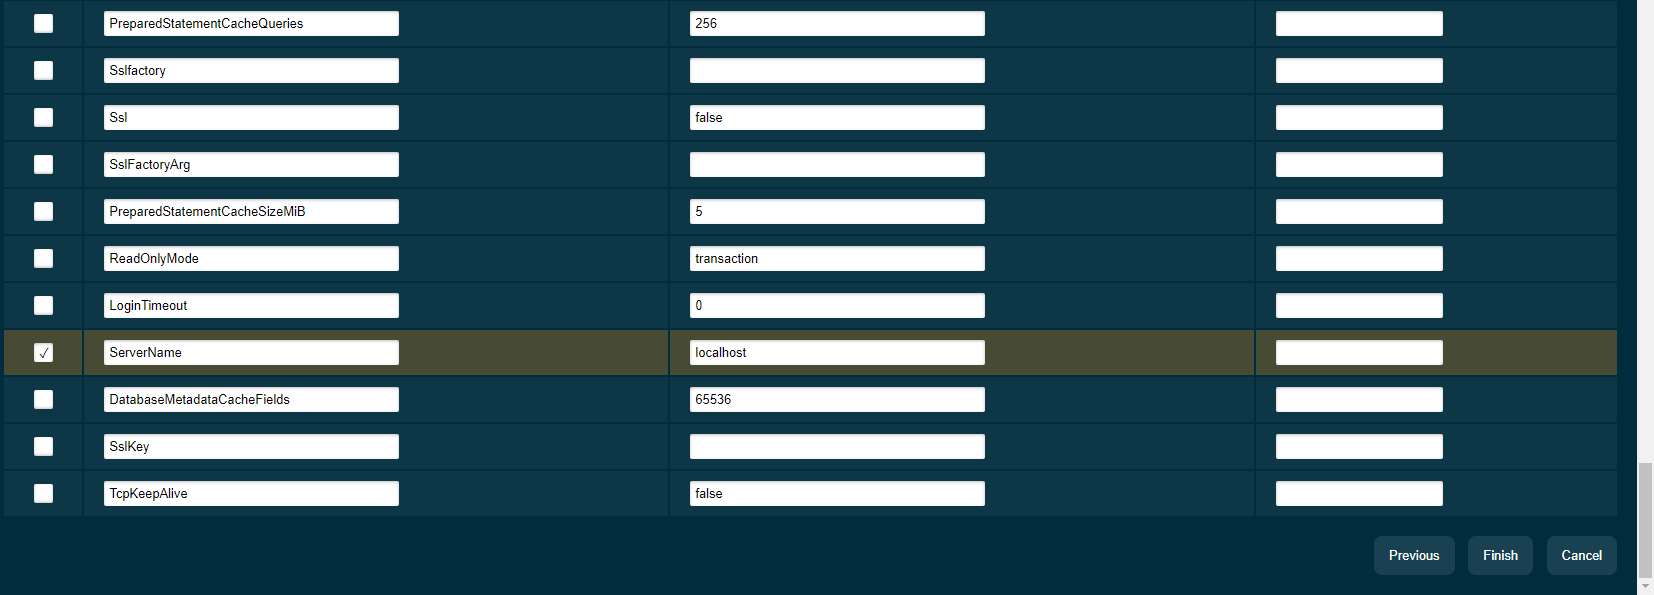 PreparedStatementCacheQueries 256
Sslfactory
Ssl false
SslFactoryArg
PreparedStatementCacheSizeMiB 5
ReadOnlyMode transaction
LoginTimeout 0
ServerName localhost
DatabaseMetadataCacheFields 65536
SslKey
TcpKeepAlive false
Previous Finish Cancel